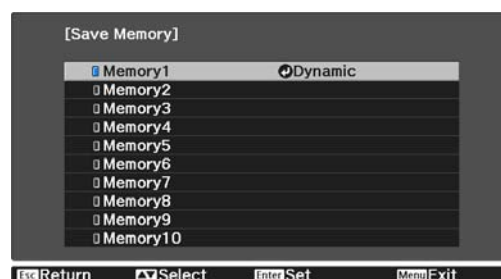 [Save Memory]
Memory1 Dynamic
Memory2
Memory3
Memory4
Memory5
Memory6
Memory7
Memory8
Memory9
Memory10
Esc Return Select Enter Set Menu Exit